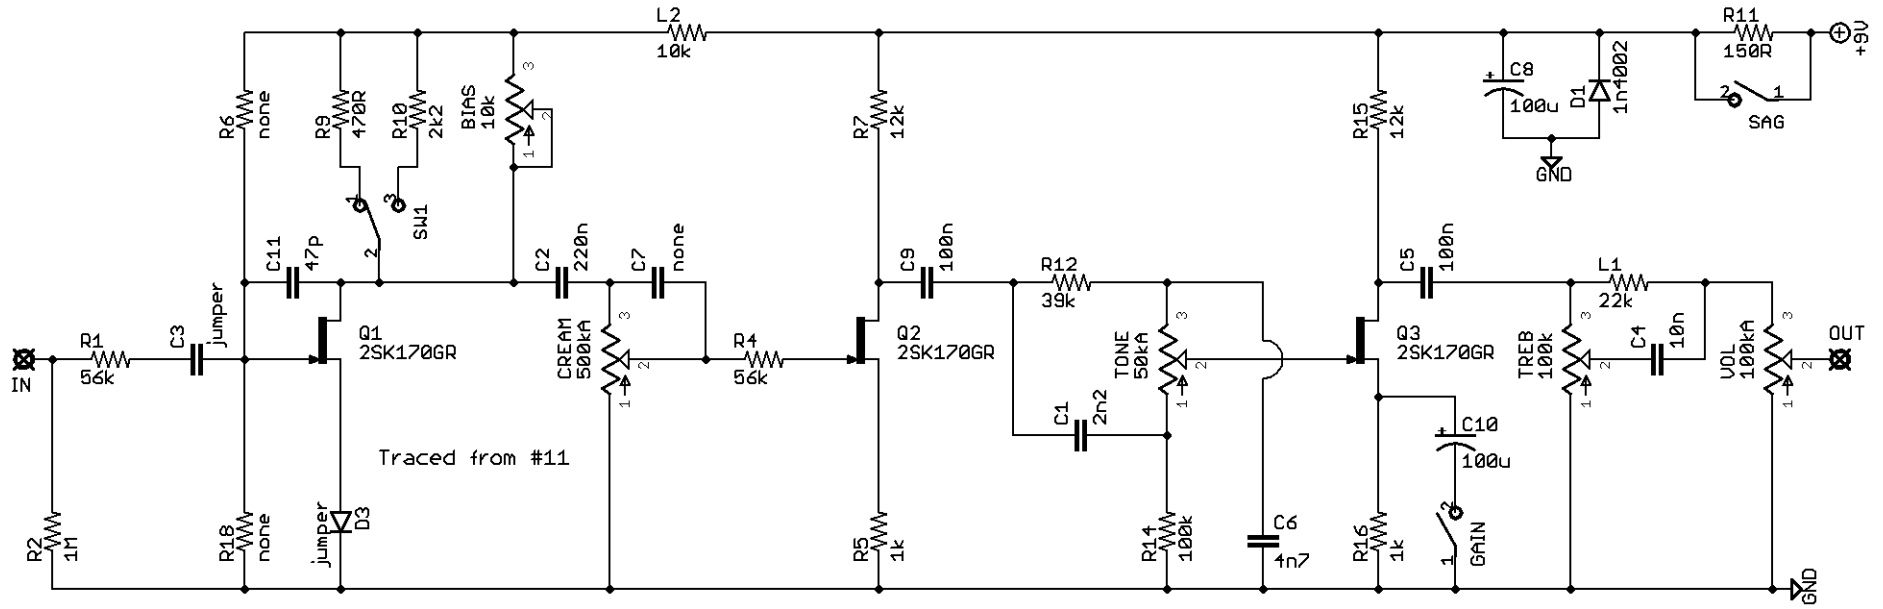 L2
10k
R11
150R
+9V
R6
none
R9
470R
R10
2k2
BIAS
10k
3
2
1
R7
12k
R15
12k
C8
100u
+
D1
1n4002
2
1
SAG
GND
1
3
SW1
2
C11
47p
C2
220n
C7
none
C9
100n
R12
39k
C5
100n
L1
22k
IN
R1
56k
C3
jumper
Q1
2SK170GR
CREAM
500kA
3
2
1
R4
56k
Q2
2SK170GR
TONE
50kA
3
2
1
Q3
2SK170GR
TREB
100k
3
2
1
C4
10n
VOL
100kA
3
2
1
OUT
C1
2n2
+
C10
100u
Traced from #11
R2
1M
R18
none
jumper
D3
R5
1k
R14
100k
C6
4n7
R16
1k
2
1
GAIN
GND